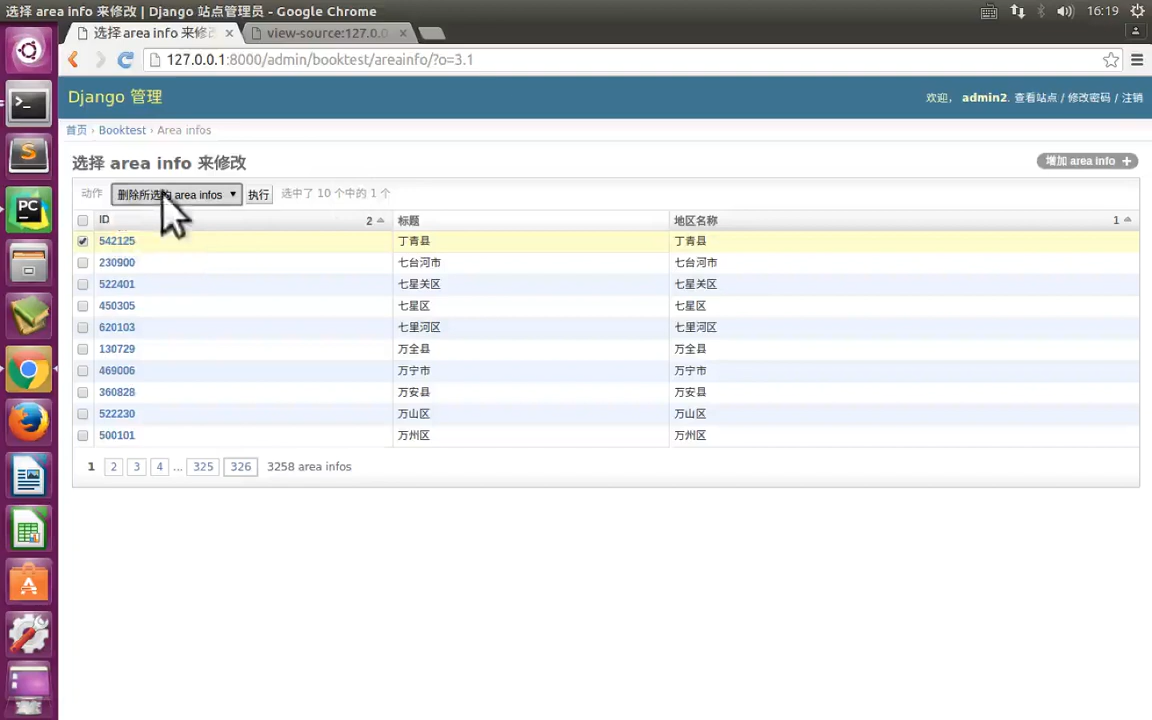 选择 area info 来修改 | Django 站点管理员 - Google Chrome
16:19
选择 area info 来修改
view-source:127.0.0
127.0.0.1:8000/admin/booktest/areainfo/?o=3.1
Django 管理
欢迎， admin2. 查看站点 / 修改密码 / 注销
首页 › Booktest › Area infos
选择 area info 来修改
增加 area info +
动作
删除所选的 area infos
执行
选中了 10 个中的 1 个
ID 2 标题 地区名称 1
542125 丁青县 丁青县
230900 七台河市 七台河市
522401 七星关区 七星关区
450305 七星区 七星区
620103 七里河区 七里河区
130729 万全县 万全县
469006 万宁市 万宁市
360828 万安县 万安县
522230 万山区 万山区
500101 万州区 万州区
1 2 3 4 ... 325 326 3258 area infos